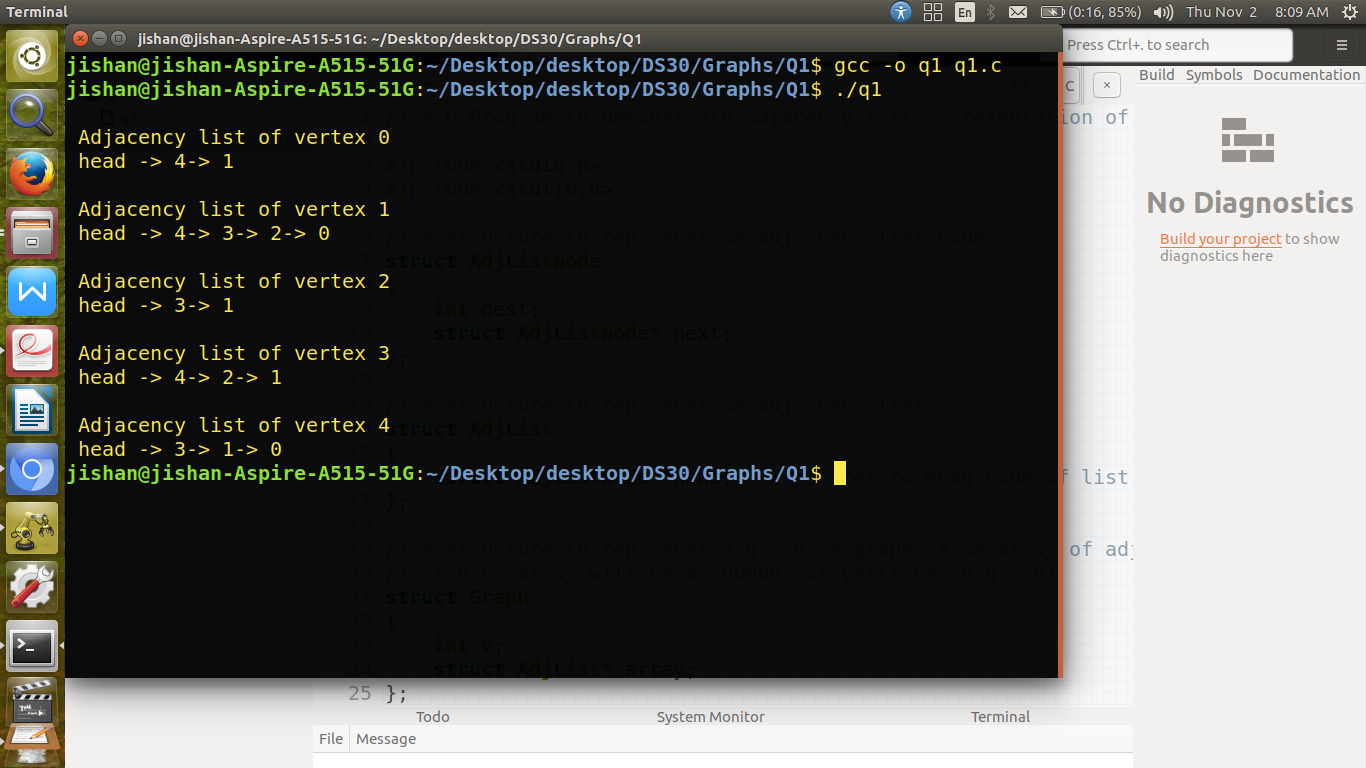 Terminal
En
(0:16, 85%)
Thu Nov 2
8:09 AM
jishan@jishan-Aspire-A515-51G: ~/Desktop/desktop/DS30/Graphs/Q1
Press Ctrl+. to search
jishan@jishan-Aspire-A515-51G:~/Desktop/desktop/DS30/Graphs/Q1$ gcc -o q1 q1.c
jishan@jishan-Aspire-A515-51G:~/Desktop/desktop/DS30/Graphs/Q1$ ./q1
Adjacency list of vertex 0
head -> 4-> 1
Adjacency list of vertex 1
head -> 4-> 3-> 2-> 0
Adjacency list of vertex 2
head -> 3-> 1
Adjacency list of vertex 3
head -> 4-> 2-> 1
Adjacency list of vertex 4
head -> 3-> 1-> 0
jishan@jishan-Aspire-A515-51G:~/Desktop/desktop/DS30/Graphs/Q1$
// A C Program to demonstrate adjacency list representation of
3 #include <stdio.h>
4 #include <stdlib.h>
6 // A structure to represent an adjacency list node
7 struct AdjListNode
{
9 int dest;
10 struct AdjListNode* next;
};
12
13 // A structure to represent an adjacency list
struct AdjList
15 {
to head node of list
17 };
18
19 // A structure to represent a graph. A graph is an array of adj
20 // Size of array will be V (number of vertices in graph)
21 struct Graph
22 {
23 int V;
24 struct AdjList* array;
25 };
C
Build Symbols Documentation
No Diagnostics
Build your project to show
diagnostics here
Todo System Monitor Terminal
File Message